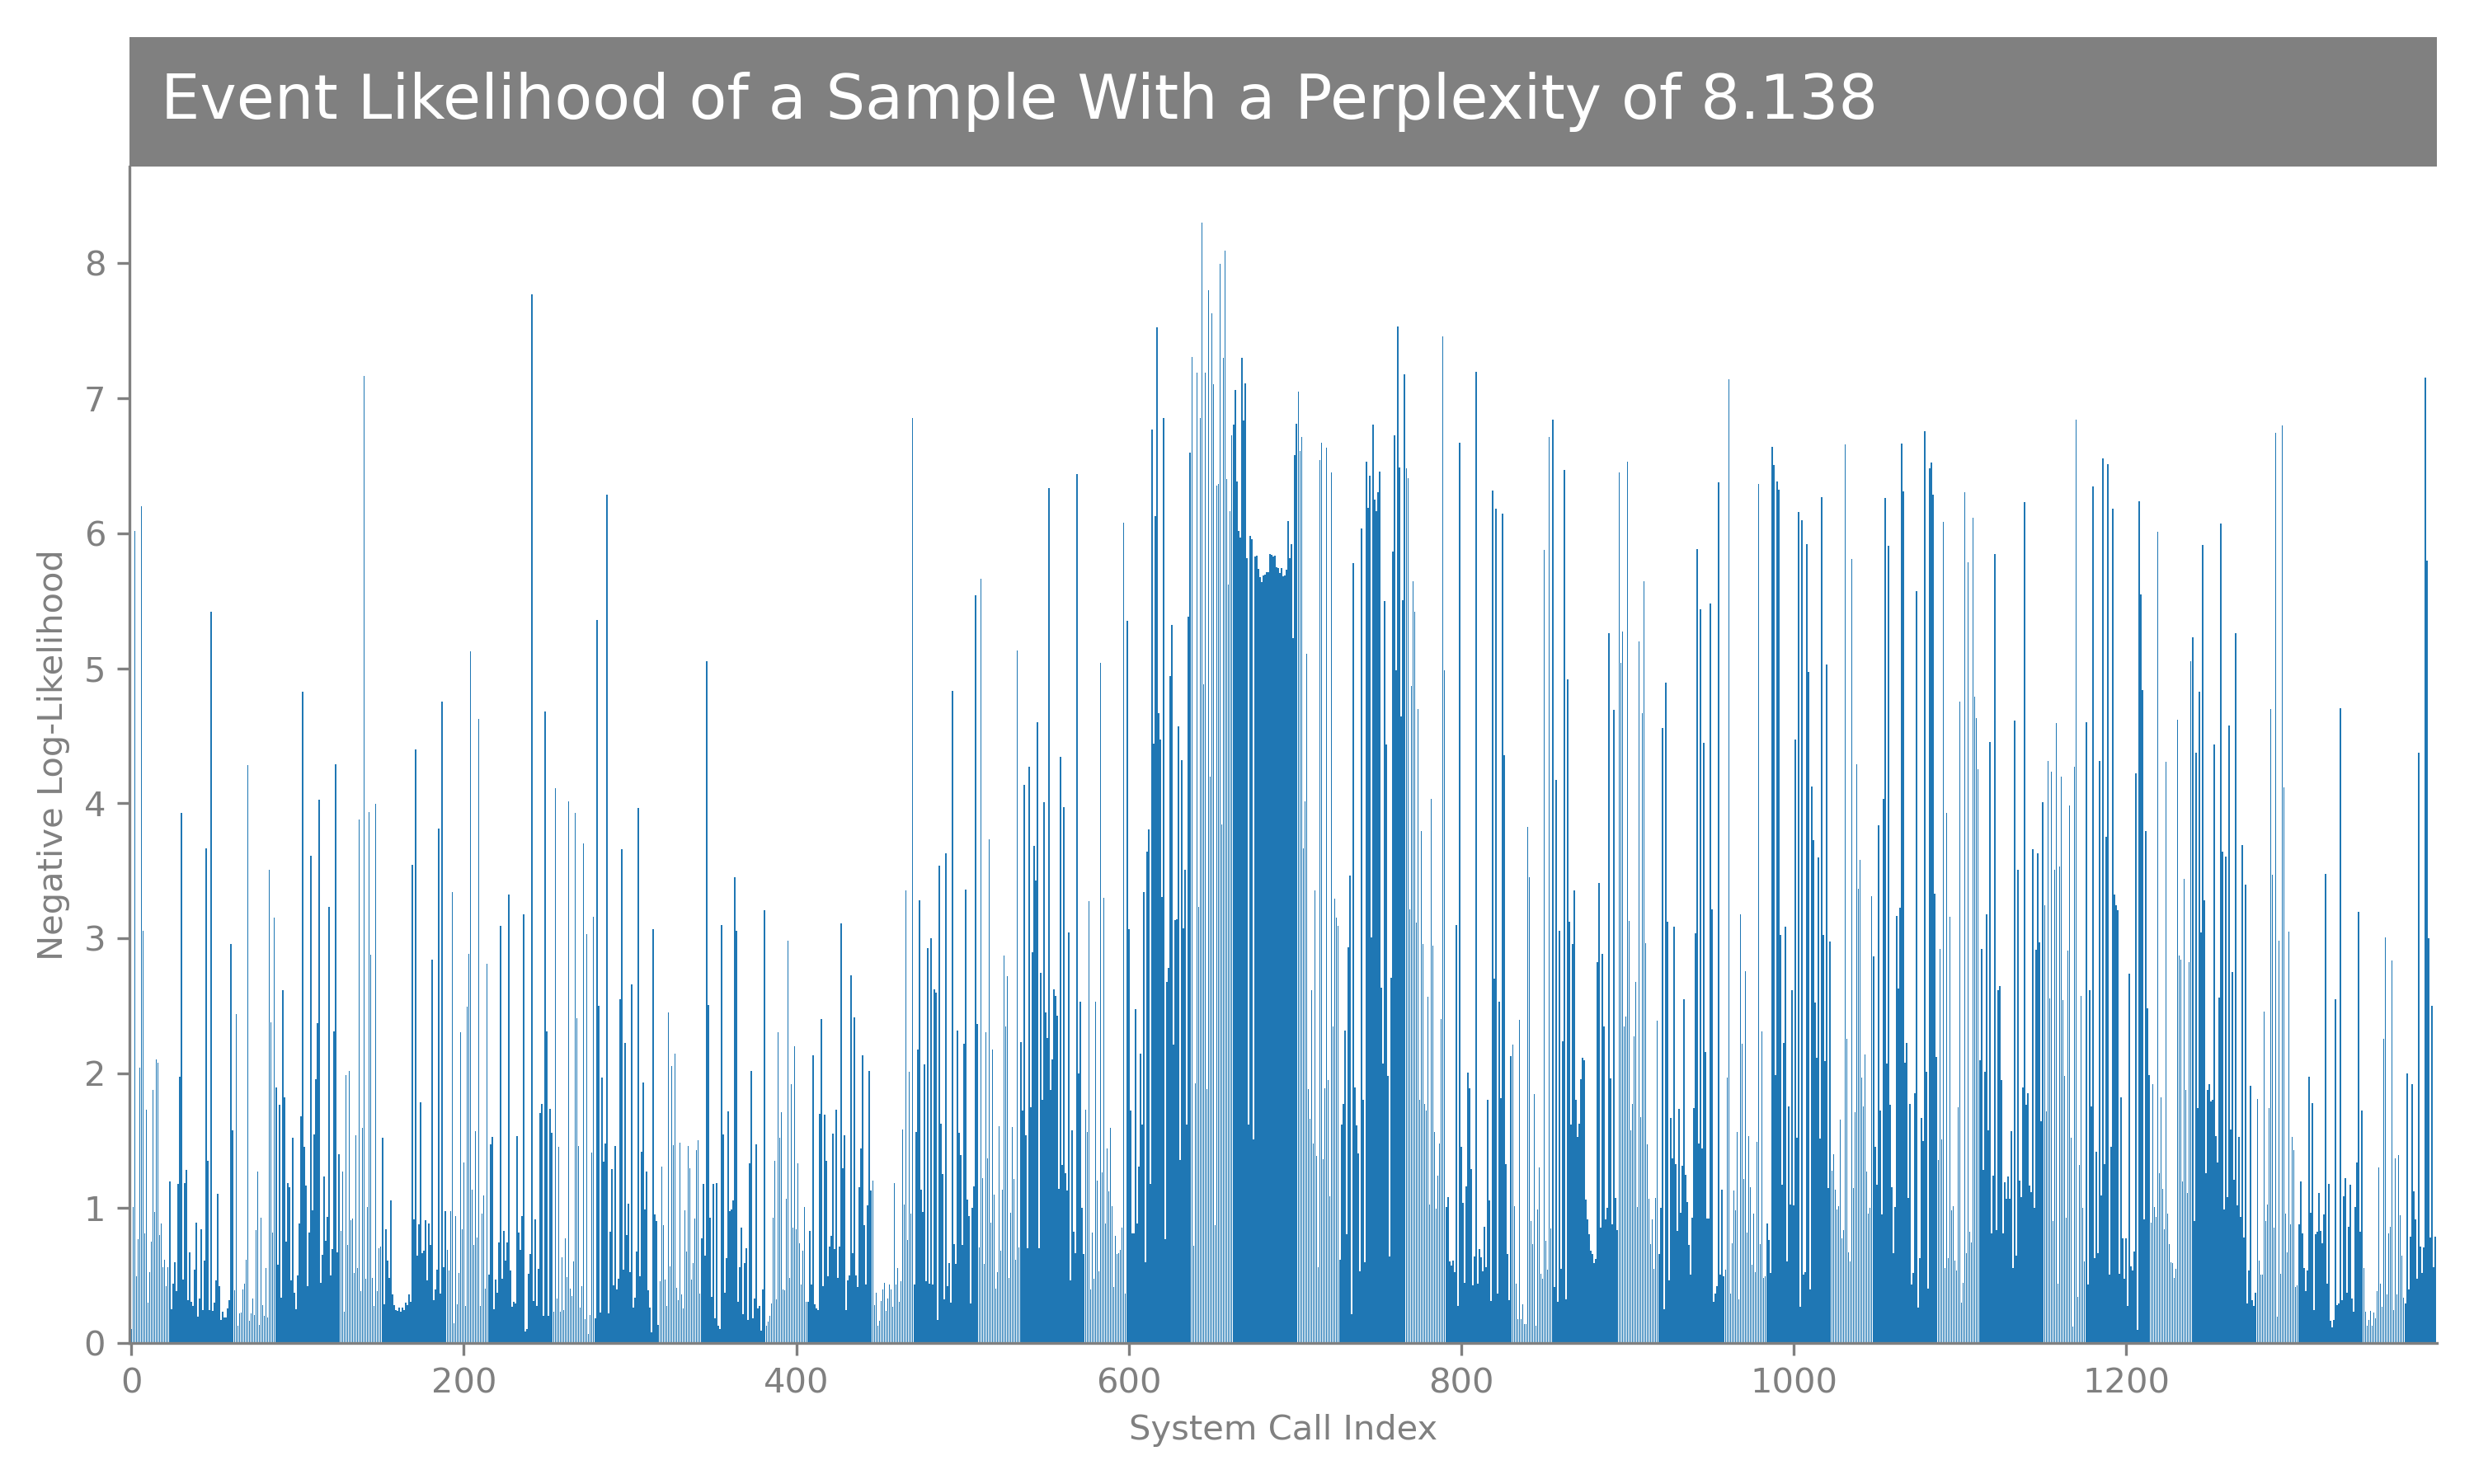 Event Likelihood of a Sample With a Perplexity of 8.138
Negative Log-Likelihood
8
7
6
5
4
3
2
1
0
0 200 400 600 800 1000 1200
System Call Index